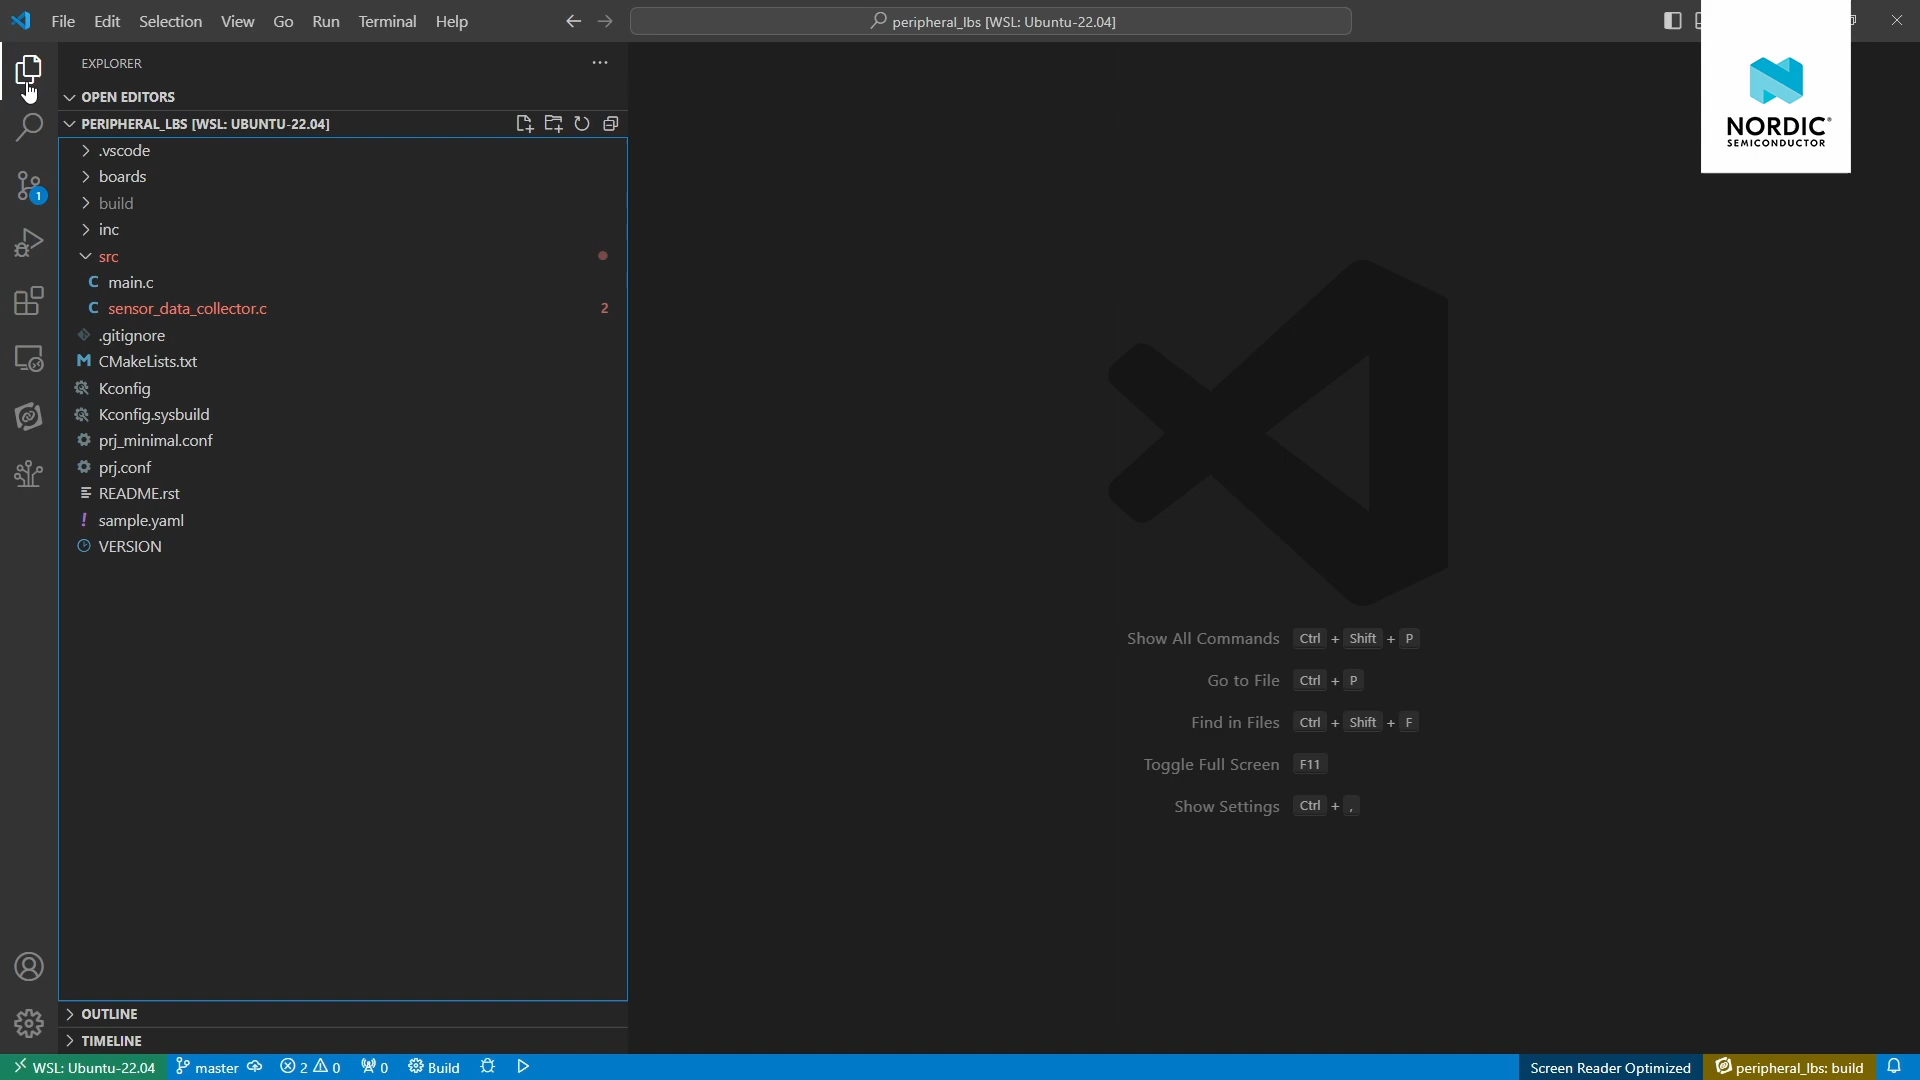 File Edit Selection View Go Run Terminal Help
peripheral_lbs [WSL: Ubuntu-22.04]
NORDIC®
SEMICONDUCTOR
EXPLORER
OPEN EDITORS
PERIPHERAL_LBS [WSL: UBUNTU-22.04]
.vscode
boards
build
inc
src
C main.c
C sensor_data_collector.c 2
.gitignore
M CMakeLists.txt
Kconfig
Kconfig.sysbuild
prj_minimal.conf
prj.conf
README.rst
! sample.yaml
VERSION
1
Show All Commands Ctrl + Shift + P
Go to File Ctrl + P
Find in Files Ctrl + Shift + F
Toggle Full Screen F11
Show Settings Ctrl + ,
OUTLINE
TIMELINE
WSL: Ubuntu-22.04 master 2 0 0 Build Screen Reader Optimized peripheral_lbs: build